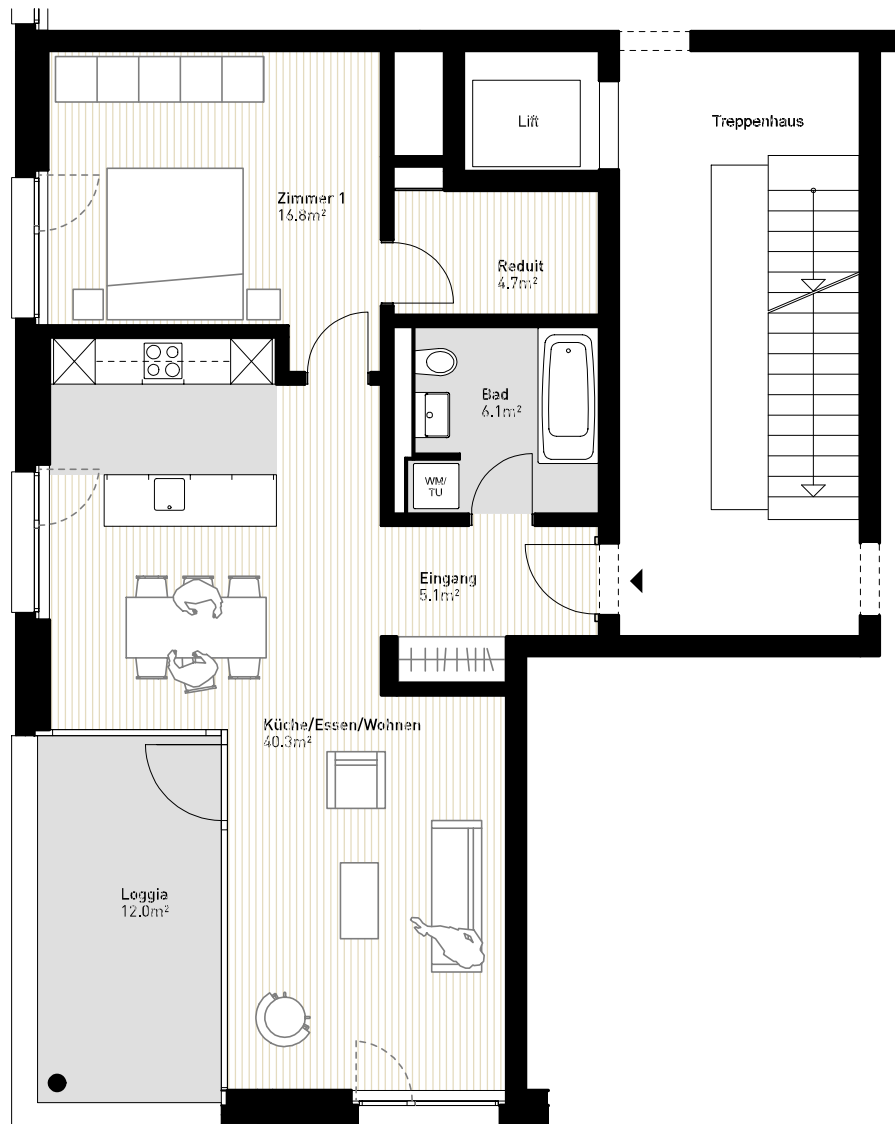 Lift
Treppenhaus
Zimmer 1
16.8m²
Reduit
4.7m²
Bad
6.1m²
WM/
TU
Eingang
5.1m²
Küche/Essen/Wohnen
40.3m²
Loggia
12.0m²